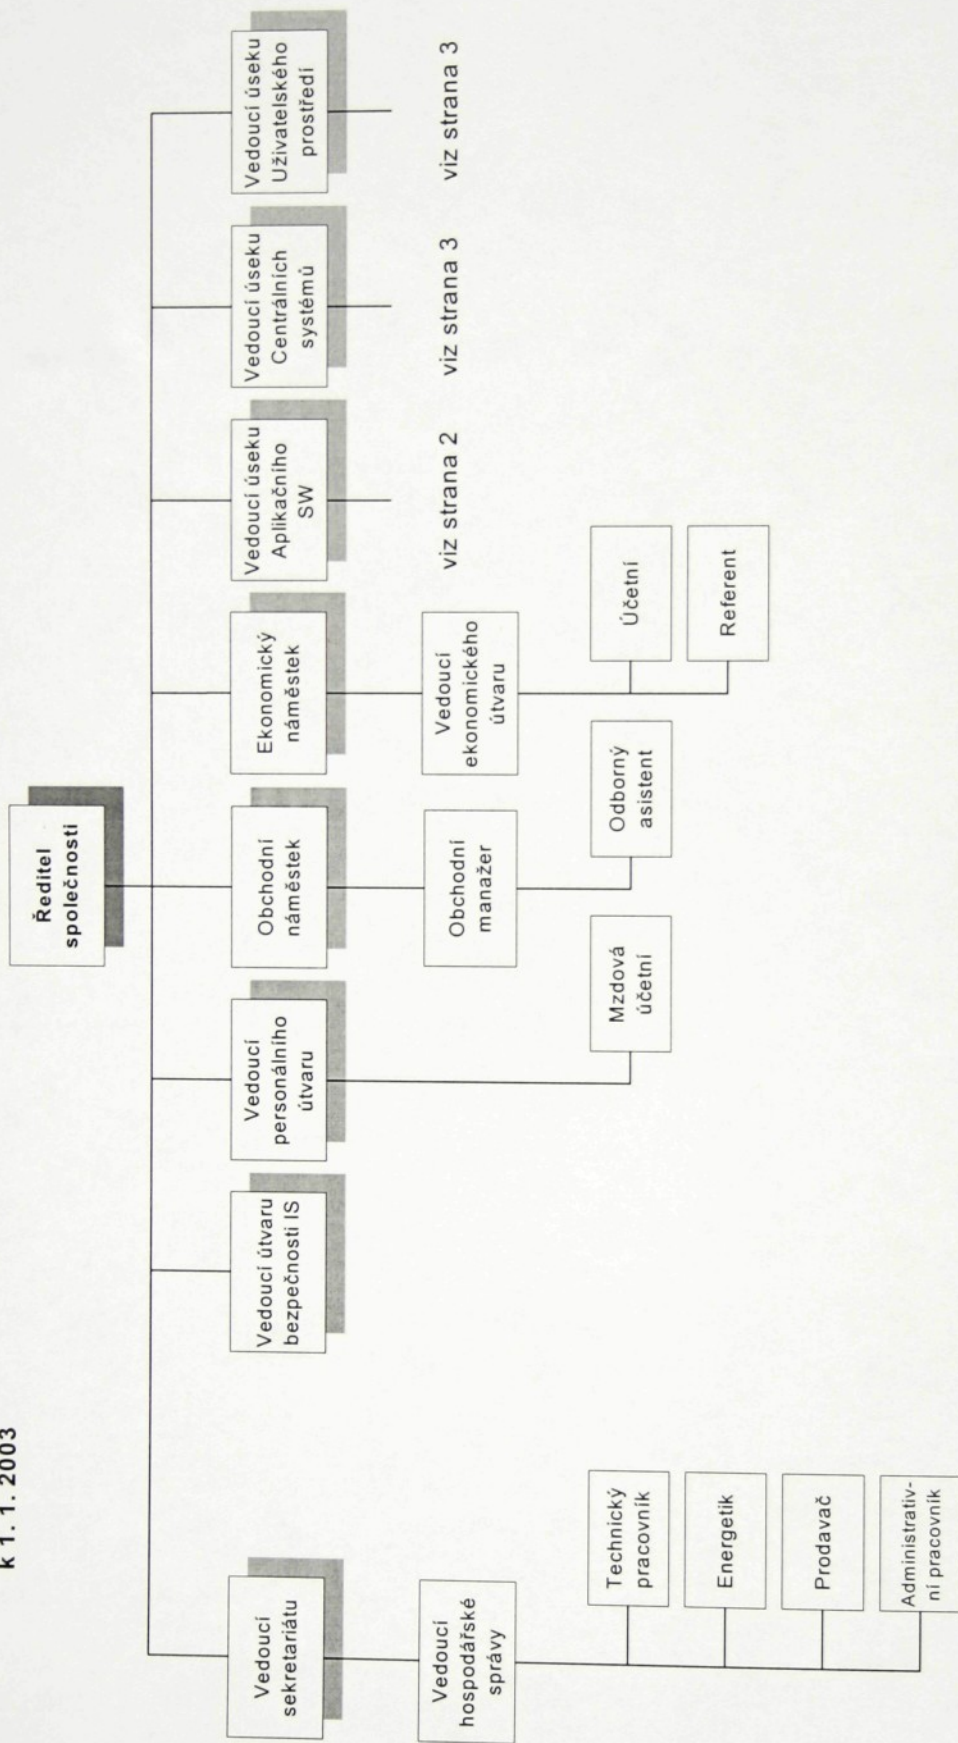 k 1. 1. 2003
Ředitel
společnosti
Vedoucí
sekretariátu
Vedoucí útvaru
bezpečnosti IS
Vedoucí
personálního
útvaru
Obchodní
náměstek
Ekonomický
náměstek
Vedoucí úseku
Aplikačního
SW
Vedoucí úseku
Centrálních
systémů
Vedoucí úseku
Uživatelského
prostředí
Vedoucí
hospodářské
správy
Obchodní
manažer
Vedoucí
ekonomického
útvaru
viz strana 2
viz strana 3
viz strana 3
Technický
pracovník
Energetik
Prodavač
Administrativ-
ní pracovník
Mzdová
účetní
Odborný
asistent
Účetní
Referent